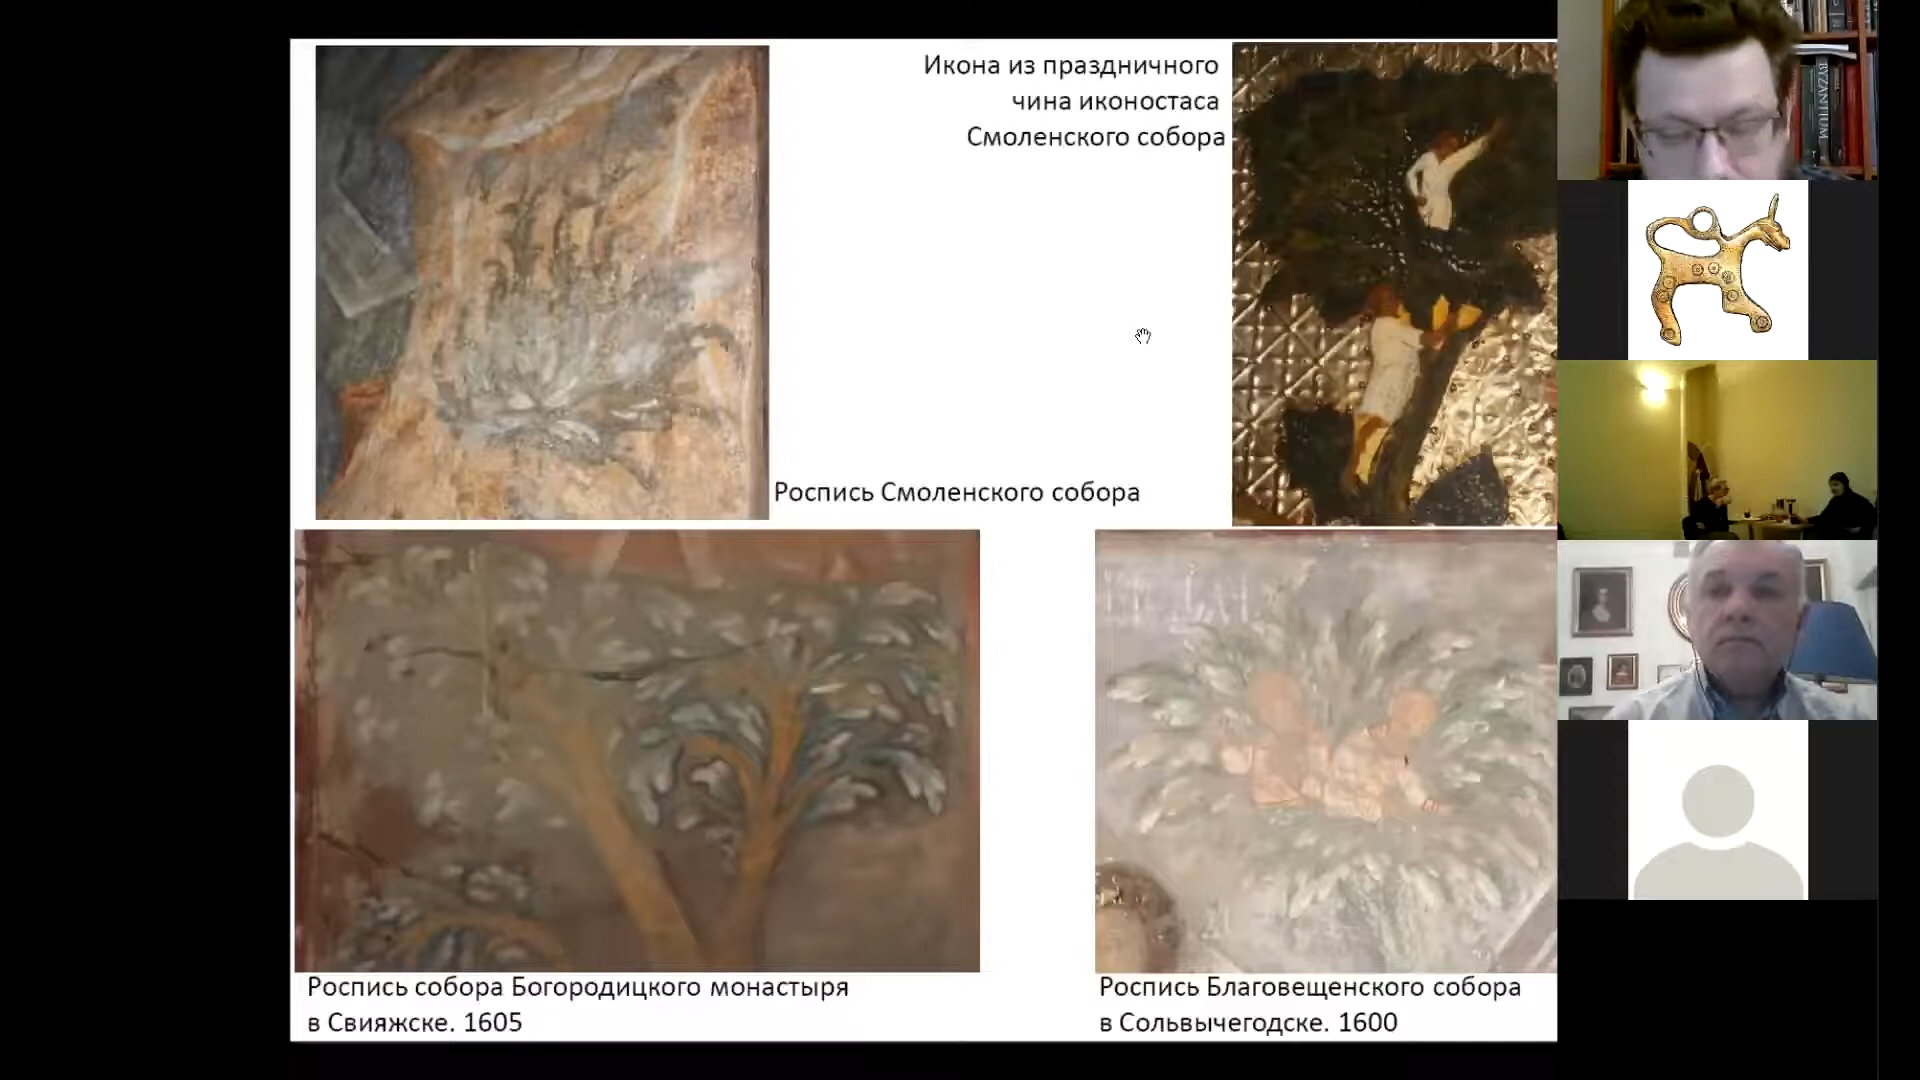 Икона из праздничного
чина иконостаса
Смоленского собора
Роспись Смоленского собора
Роспись собора Богородицкого монастыря
в Свияжске. 1605
Роспись Благовещенского собора
в Сольвычегодске. 1600
BYZANTIUM